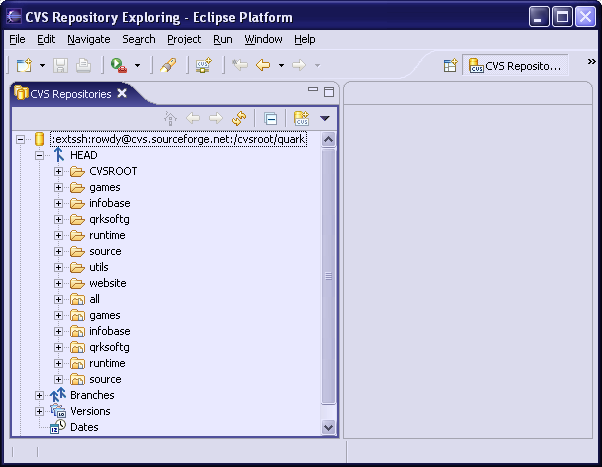 CVS Repository Exploring - Eclipse Platform
File Edit Navigate Search Project Run Window Help
CVS Reposito...
CVS Repositories
:extssh:rowdy@cvs.sourceforge.net:/cvsroot/quark
HEAD
CVSROOT
games
infobase
qrksoftg
runtime
source
utils
website
all
games
infobase
qrksoftg
runtime
source
Branches
Versions
Dates